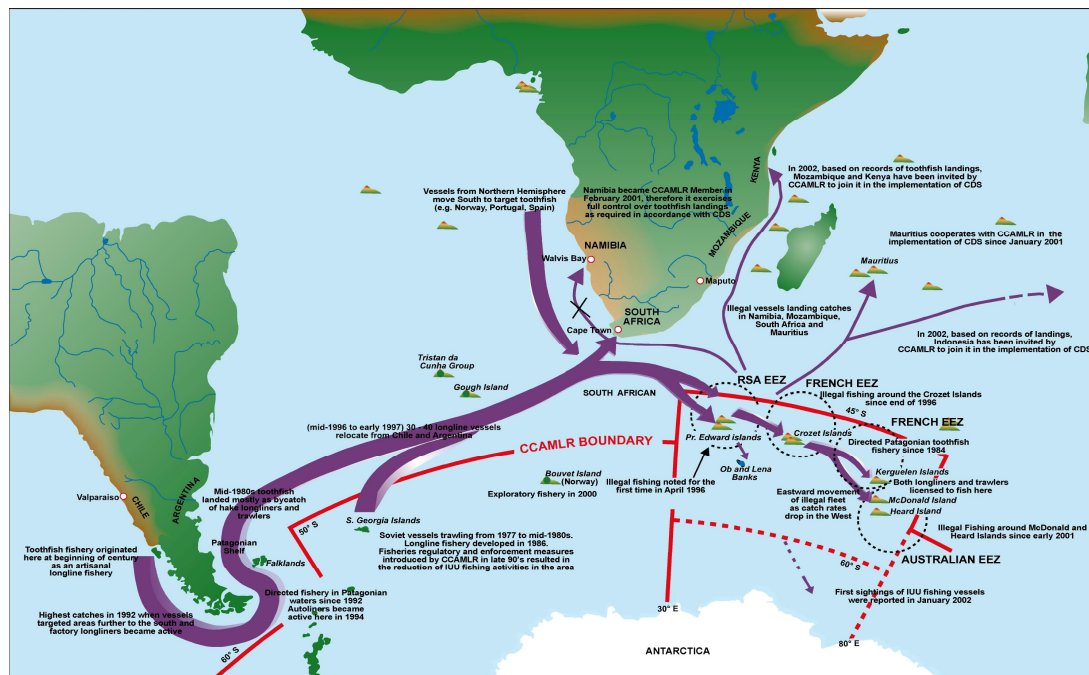 In 2002, based on records of toothfish landings,
Mozambique and Kenya have been invited by
CCAMLR to join it in the implementation of CDS
KENYA
Vessels from Northern Hemisphere
move South to target toothfish
(e.g. Norway, Portugal, Spain)
Namibia became CCAMLR Member in
February 2001, therefore it exercises
full control over toothfish landings
as required in accordance with CDS
MOZAMBIQUE
Mauritius cooperates with CCAMLR in the
implementation of CDS since January 2001
NAMIBIA
Walvis Bay
Mauritius
Maputo
SOUTH
AFRICA
Cape Town
Illegal vessels landing catches
in Namibia, Mozambique,
South Africa and
Mauritius
In 2002, based on records of landings,
Indonesia has been invited by
CCAMLR to join it in the implementation of CDS
Tristan da
Cunha Group
Gough Island
SOUTH AFRICAN
RSA EEZ
FRENCH EEZ
Illegal fishing around the Crozet Islands
since end of 1996
45° S
FRENCH EEZ
(mid-1996 to early 1997) 30 - 40 longline vessels
relocate from Chile and Argentina
CCAMLR BOUNDARY
Pr. Edward islands
Crozet Islands
Directed Patagonian toothfish
fishery since 1984
Ob and Lena
Banks
Kerguelen Islands
Both longliners and trawlers
licensed to fish here
McDonald Island
Heard Island
Bouvet Island
(Norway)
Exploratory fishery in 2000
Illegal fishing noted for the
first time in April 1996
Eastward movement
of illegal fleet
as catch rates
drop in the West
Valparaiso
CHILE
ARGENTINA
Mid-1980s toothfish
landed mostly as bycatch
of hake longliners and
trawlers
50° S
S. Georgia Islands
Patagonian
Shelf
Soviet vessels trawling from 1977 to mid-1980s.
Longline fishery developed in 1986.
Fisheries regulatory and enforcement measures
introduced by CCAMLR in late 90's resulted in
the reduction of IUU fishing activities in the area
Illegal Fishing around McDonald and
Heard Islands since early 2001
AUSTRALIAN EEZ
Toothfish fishery originated
here at beginning of century
as an artisanal
longline fishery
Falklands
60° S
Directed fishery in Patagonian
waters since 1992
Autoliners became
active here in 1994
First sightings of IUU fishing vessels
were reported in January 2002
Highest catches in 1992 when vessels
targeted areas further to the south and
factory longliners became active
30° E
60° S
80° E
ANTARCTICA